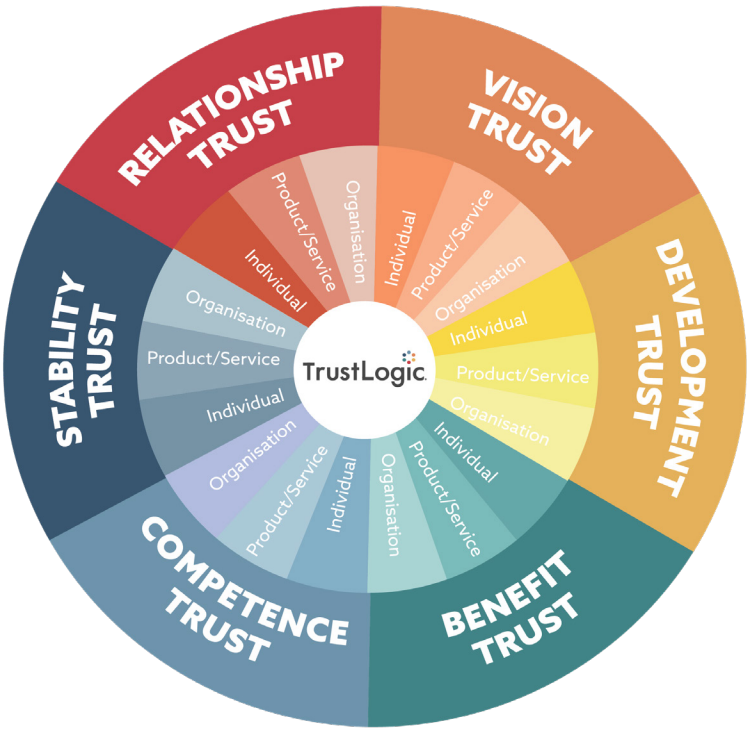 RELATIONSHIP
TRUST
Individual
Product/Service
Organisation
VISION
TRUST
Individual
Product/Service
Organisation
DEVELOPMENT
TRUST
Individual
Product/Service
Organisation
BENEFIT
TRUST
Individual
Product/Service
Organisation
COMPETENCE
TRUST
Individual
Product/Service
Organisation
STABILITY
TRUST
Individual
Product/Service
Organisation
TrustLogic